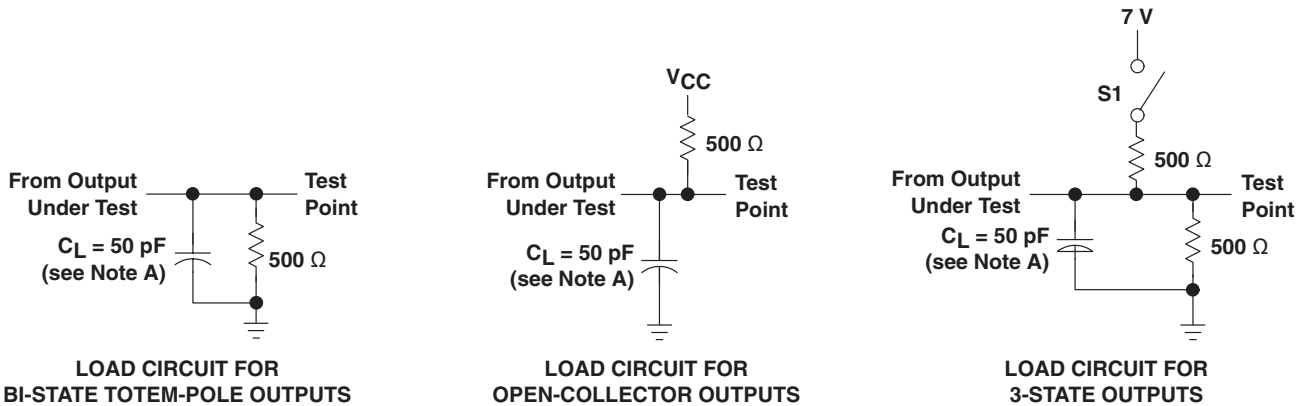 From Output
Under Test
Test
Point
CL = 50 pF
(see Note A)
500 Ω
LOAD CIRCUIT FOR
BI-STATE TOTEM-POLE OUTPUTS
VCC
500 Ω
From Output
Under Test
Test
Point
CL = 50 pF
(see Note A)
LOAD CIRCUIT FOR
OPEN-COLLECTOR OUTPUTS
7 V
S1
500 Ω
From Output
Under Test
Test
Point
CL = 50 pF
(see Note A)
500 Ω
LOAD CIRCUIT FOR
3-STATE OUTPUTS